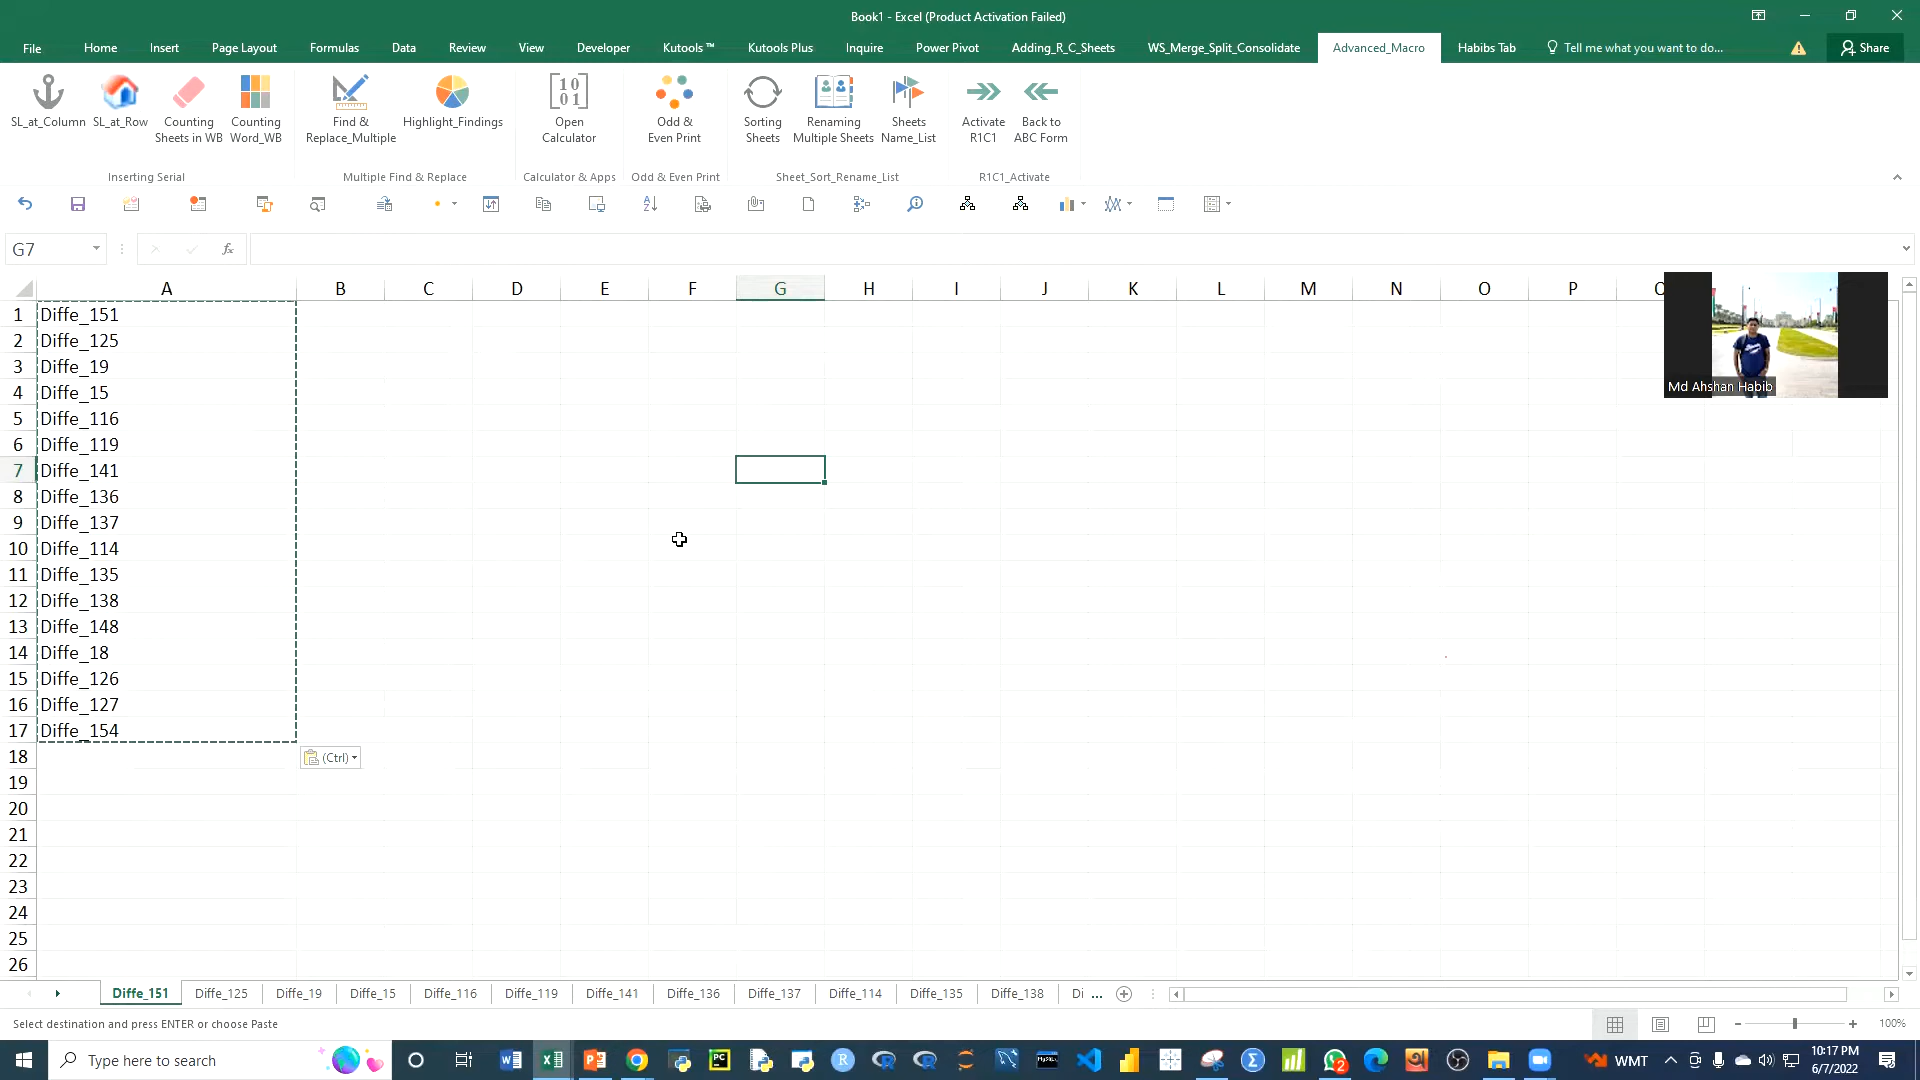 Book1 - Excel (Product Activation Failed)
File Home Insert Page Layout Formulas Data Review View Developer Kutools ™ Kutools Plus Inquire Power Pivot Adding_R_C_Sheets WS_Merge_Split_Consolidate Advanced_Macro Habibs Tab Tell me what you want to do... Share
SL_at_Column SL_at_Row Counting Sheets in WB Counting Word_WB
Find & Replace_Multiple Highlight_Findings
Open Calculator
Odd & Even Print
Sorting Sheets Renaming Multiple Sheets Sheets Name_List
Activate R1C1 Back to ABC Form
Inserting Serial Multiple Find & Replace Calculator & Apps Odd & Even Print Sheet_Sort_Rename_List R1C1_Activate
G7 fx
A B C D E F G H I J K L M N O P
1 Diffe_151
2 Diffe_125
3 Diffe_19
4 Diffe_15
Md Ahshan Habib
5 Diffe_116
6 Diffe_119
7 Diffe_141
8 Diffe_136
9 Diffe_137
10 Diffe_114
11 Diffe_135
12 Diffe_138
13 Diffe_148
14 Diffe_18
15 Diffe_126
16 Diffe_127
17 Diffe_154
18 (Ctrl)
19
20
21
22
23
24
25
26
Diffe_151 Diffe_125 Diffe_19 Diffe_15 Diffe_116 Diffe_119 Diffe_141 Diffe_136 Diffe_137 Diffe_114 Diffe_135 Diffe_138 Di ...
Select destination and press ENTER or choose Paste 100%
Type here to search WMT 10:17 PM
6/7/2022